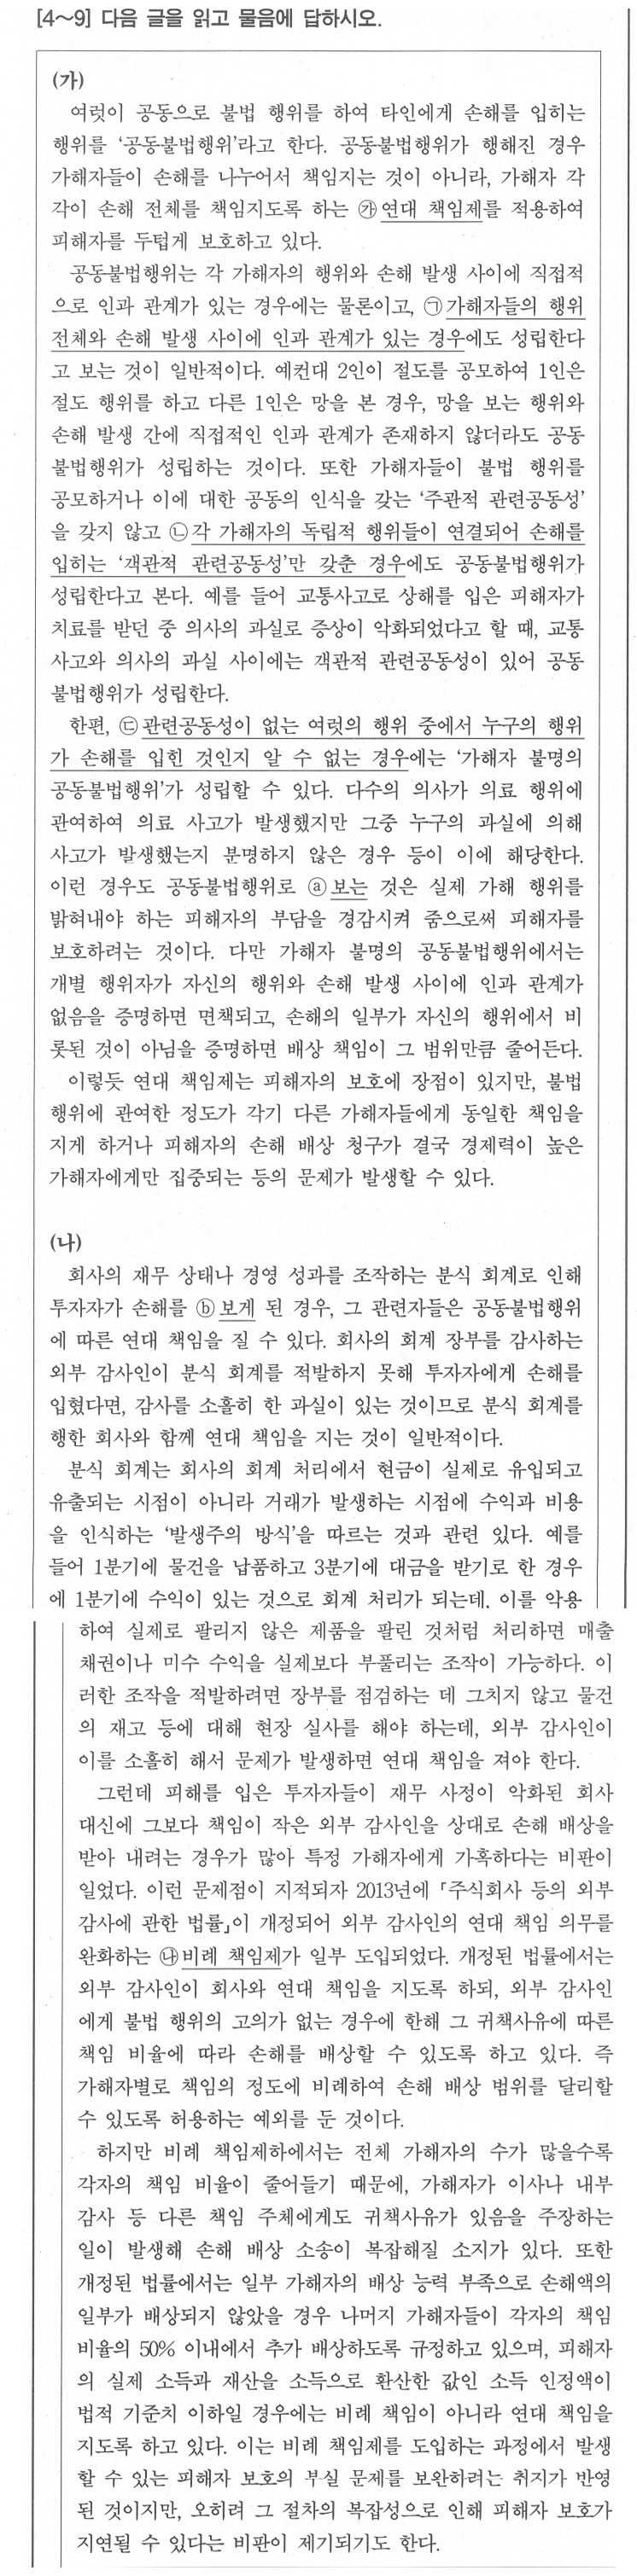 [4～9] 다음 글을 읽고 물음에 답하시오.
(가)
여럿이 공동으로 불법 행위를 하여 타인에게 손해를 입히는
행위를 ‘공동불법행위’라고 한다. 공동불법행위가 행해진 경우
가해자들이 손해를 나누어서 책임지는 것이 아니라, 가해자 각
각이 손해 전체를 책임지도록 하는 ㉮연대 책임제를 적용하여
피해자를 두텁게 보호하고 있다.
공동불법행위는 각 가해자의 행위와 손해 발생 사이에 직접적
으로 인과 관계가 있는 경우에는 물론이고, ㉠가해자들의 행위
전체와 손해 발생 사이에 인과 관계가 있는 경우에도 성립한다
고 보는 것이 일반적이다. 예컨대 2인이 절도를 공모하여 1인은
절도 행위를 하고 다른 1인은 망을 본 경우, 망을 보는 행위와
손해 발생 간에 직접적인 인과 관계가 존재하지 않더라도 공동
불법행위가 성립하는 것이다. 또한 가해자들이 불법 행위를
공모하거나 이에 대한 공동의 인식을 갖는 ‘주관적 관련공동성’
을 갖지 않고 ㉡각 가해자의 독립적 행위들이 연결되어 손해를
입히는 ‘객관적 관련공동성’만 갖춘 경우에도 공동불법행위가
성립한다고 본다. 예를 들어 교통사고로 상해를 입은 피해자가
치료를 받던 중 의사의 과실로 증상이 악화되었다고 할 때, 교통
사고와 의사의 과실 사이에는 객관적 관련공동성이 있어 공동
불법행위가 성립한다.
한편, ㉢관련공동성이 없는 여럿의 행위 중에서 누구의 행위
가 손해를 입힌 것인지 알 수 없는 경우에는 ‘가해자 불명의
공동불법행위’가 성립할 수 있다. 다수의 의사가 의료 행위에
관여하여 의료 사고가 발생했지만 그중 누구의 과실에 의해
사고가 발생했는지 분명하지 않은 경우 등이 이에 해당한다.
이런 경우도 공동불법행위로 ⓐ보는 것은 실제 가해 행위를
밝혀내야 하는 피해자의 부담을 경감시켜 줌으로써 피해자를
보호하려는 것이다. 다만 가해자 불명의 공동불법행위에서는
개별 행위자가 자신의 행위와 손해 발생 사이에 인과 관계가
없음을 증명하면 면책되고, 손해의 일부가 자신의 행위에서 비
롯된 것이 아님을 증명하면 배상 책임이 그 범위만큼 줄어든다.
이렇듯 연대 책임제는 피해자의 보호에 장점이 있지만, 불법
행위에 관여한 정도가 각기 다른 가해자들에게 동일한 책임을
지게 하거나 피해자의 손해 배상 청구가 결국 경제력이 높은
가해자에게만 집중되는 등의 문제가 발생할 수 있다.
(나)
회사의 재무 상태나 경영 성과를 조작하는 분식 회계로 인해
투자자가 손해를 ⓑ보게 된 경우, 그 관련자들은 공동불법행위
에 따른 연대 책임을 질 수 있다. 회사의 회계 장부를 감사하는
외부 감사인이 분식 회계를 적발하지 못해 투자자에게 손해를
입혔다면, 감사를 소홀히 한 과실이 있는 것이므로 분식 회계를
행한 회사와 함께 연대 책임을 지는 것이 일반적이다.
분식 회계는 회사의 회계 처리에서 현금이 실제로 유입되고
유출되는 시점이 아니라 거래가 발생하는 시점에 수익과 비용
을 인식하는 ‘발생주의 방식’을 따르는 것과 관련 있다. 예를
들어 1분기에 물건을 납품하고 3분기에 대금을 받기로 한 경우
에 1분기에 수익이 있는 것으로 회계 처리가 되는데, 이를 악용
하여 실제로 팔리지 않은 제품을 팔린 것처럼 처리하면 매출
채권이나 미수 수익을 실제보다 부풀리는 조작이 가능하다. 이
러한 조작을 적발하려면 장부를 점검하는 데 그치지 않고 물건
의 재고 등에 대해 현장 실사를 해야 하는데, 외부 감사인이
이를 소홀히 해서 문제가 발생하면 연대 책임을 져야 한다.
그런데 피해를 입은 투자자들이 재무 사정이 악화된 회사
대신에 그보다 책임이 작은 외부 감사인을 상대로 손해 배상을
받아 내려는 경우가 많아 특정 가해자에게 가혹하다는 비판이
일었다. 이런 문제점이 지적되자 2013년에 「주식회사 등의 외부
감사에 관한 법률」이 개정되어 외부 감사인의 연대 책임 의무를
완화하는 ㉯비례 책임제가 일부 도입되었다. 개정된 법률에서는
외부 감사인이 회사와 연대 책임을 지도록 하되, 외부 감사인
에게 불법 행위의 고의가 없는 경우에 한해 그 귀책사유에 따른
책임 비율에 따라 손해를 배상할 수 있도록 하고 있다. 즉
가해자별로 책임의 정도에 비례하여 손해 배상 범위를 달리할
수 있도록 허용하는 예외를 둔 것이다.
하지만 비례 책임제하에서는 전체 가해자의 수가 많을수록
각자의 책임 비율이 줄어들기 때문에, 가해자가 이사나 내부
감사 등 다른 책임 주체에게도 귀책사유가 있음을 주장하는
일이 발생해 손해 배상 소송이 복잡해질 소지가 있다. 또한
개정된 법률에서는 일부 가해자의 배상 능력 부족으로 손해액의
일부가 배상되지 않았을 경우 나머지 가해자들이 각자의 책임
비율의 50% 이내에서 추가 배상하도록 규정하고 있으며, 피해자
의 실제 소득과 재산을 소득으로 환산한 값인 소득 인정액이
법적 기준치 이하일 경우에는 비례 책임이 아니라 연대 책임을
지도록 하고 있다. 이는 비례 책임제를 도입하는 과정에서 발생
할 수 있는 피해자 보호의 부실 문제를 보완하려는 취지가 반영
된 것이지만, 오히려 그 절차의 복잡성으로 인해 피해자 보호가
지연될 수 있다는 비판이 제기되기도 한다.